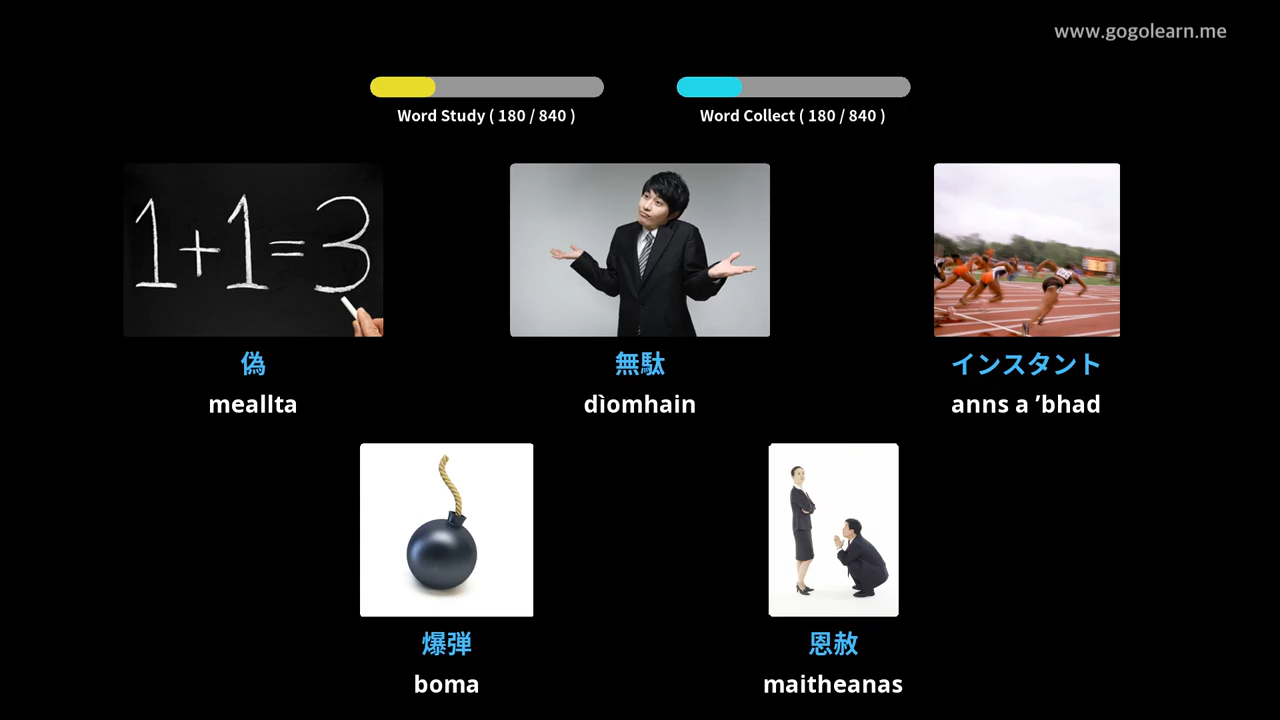 www.gogolearn.me
Word Study ( 180 / 840 )
Word Collect ( 180 / 840 )
1+1=3
偽
meallta
無駄
dìomhain
インスタント
anns a ’bhad
爆弾
boma
恩赦
maitheanas